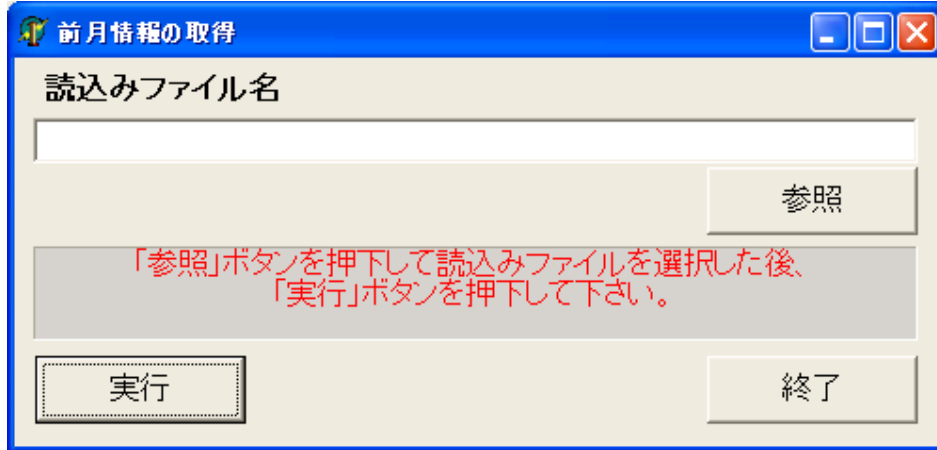 前月情報の取得
読込みファイル名
参照
「参照」ボタンを押下して読込みファイルを選択した後、
「実行」ボタンを押下して下さい。
実行
終了